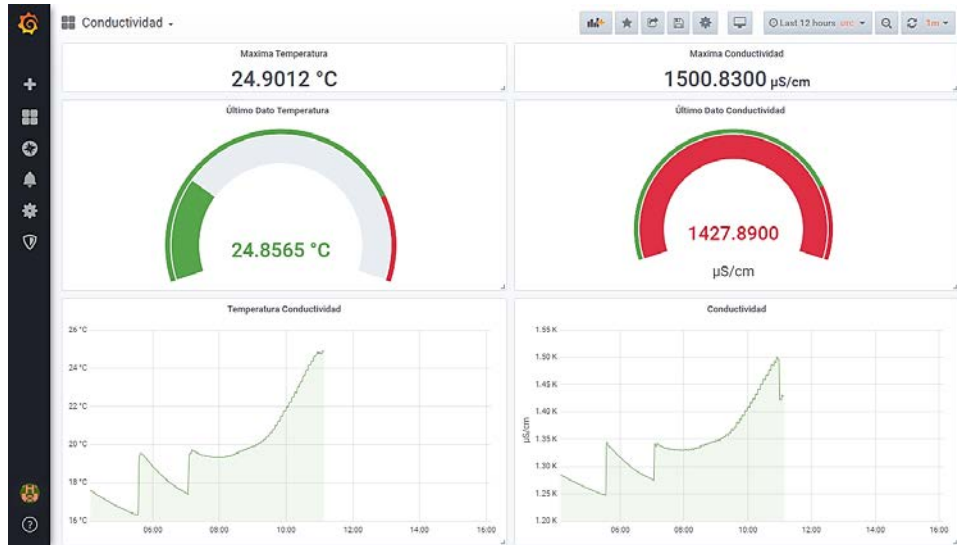 Conductividad
Last 12 hours UTC
1m
Maxima Temperatura
24.9012 °C
Maxima Conductividad
1500.8300 µS/cm
Último Dato Temperatura
24.8565 °C
Último Dato Conductividad
1427.8900
µS/cm
Temperatura Conductividad
26 °C
24 °C
22 °C
20 °C
18 °C
16 °C
06:00
08:00
10:00
12:00
14:00
16:00
Conductividad
µS/cm
1.55 K
1.50 K
1.45 K
1.40 K
1.35 K
1.30 K
1.25 K
1.20 K
06:00
08:00
10:00
12:00
14:00
16:00